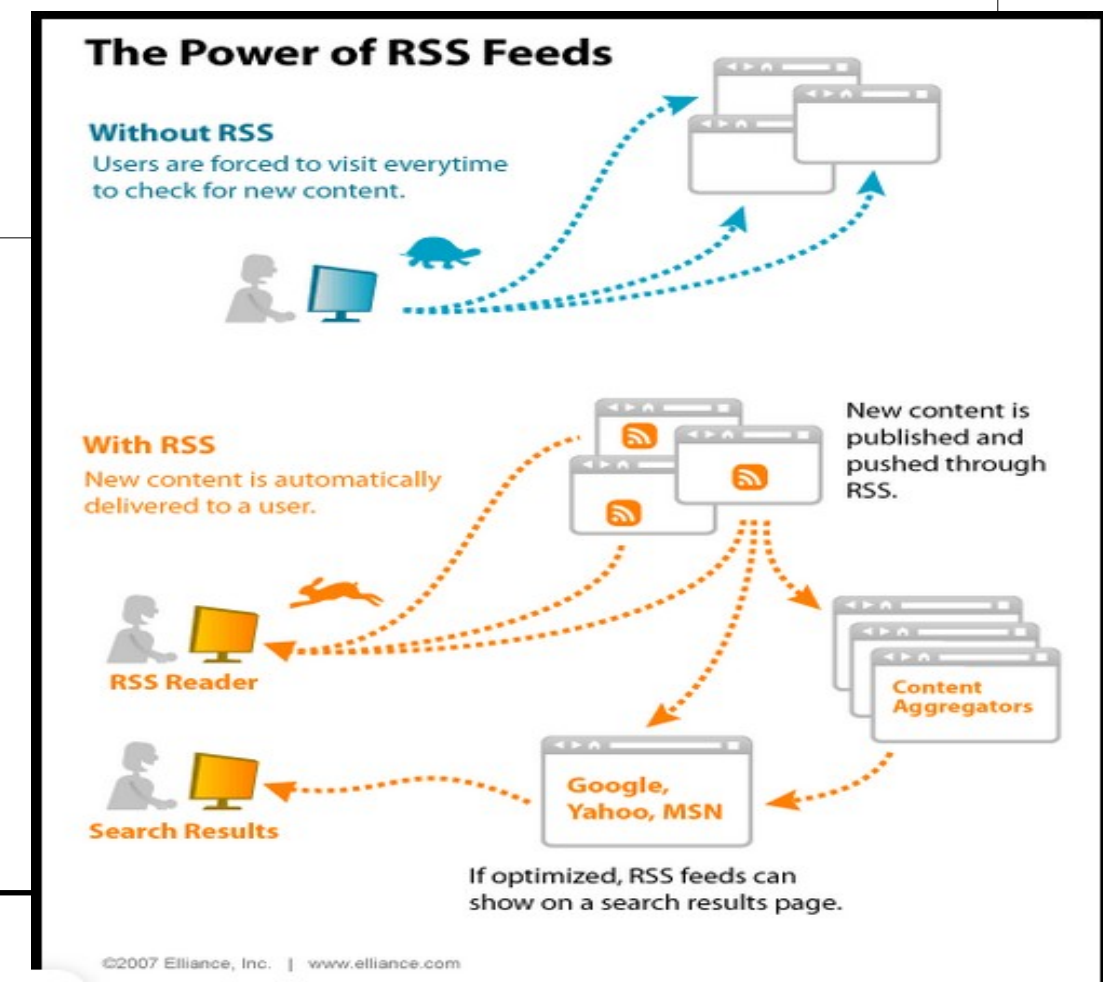 The Power of RSS Feeds
Without RSS
Users are forced to visit everytime
to check for new content.
With RSS
New content is automatically
delivered to a user.
New content is
published and
pushed through
RSS.
RSS Reader
Content
Aggregators
Google,
Yahoo, MSN
Search Results
If optimized, RSS feeds can
show on a search results page.
©2007 Elliance, Inc. | www.elliance.com